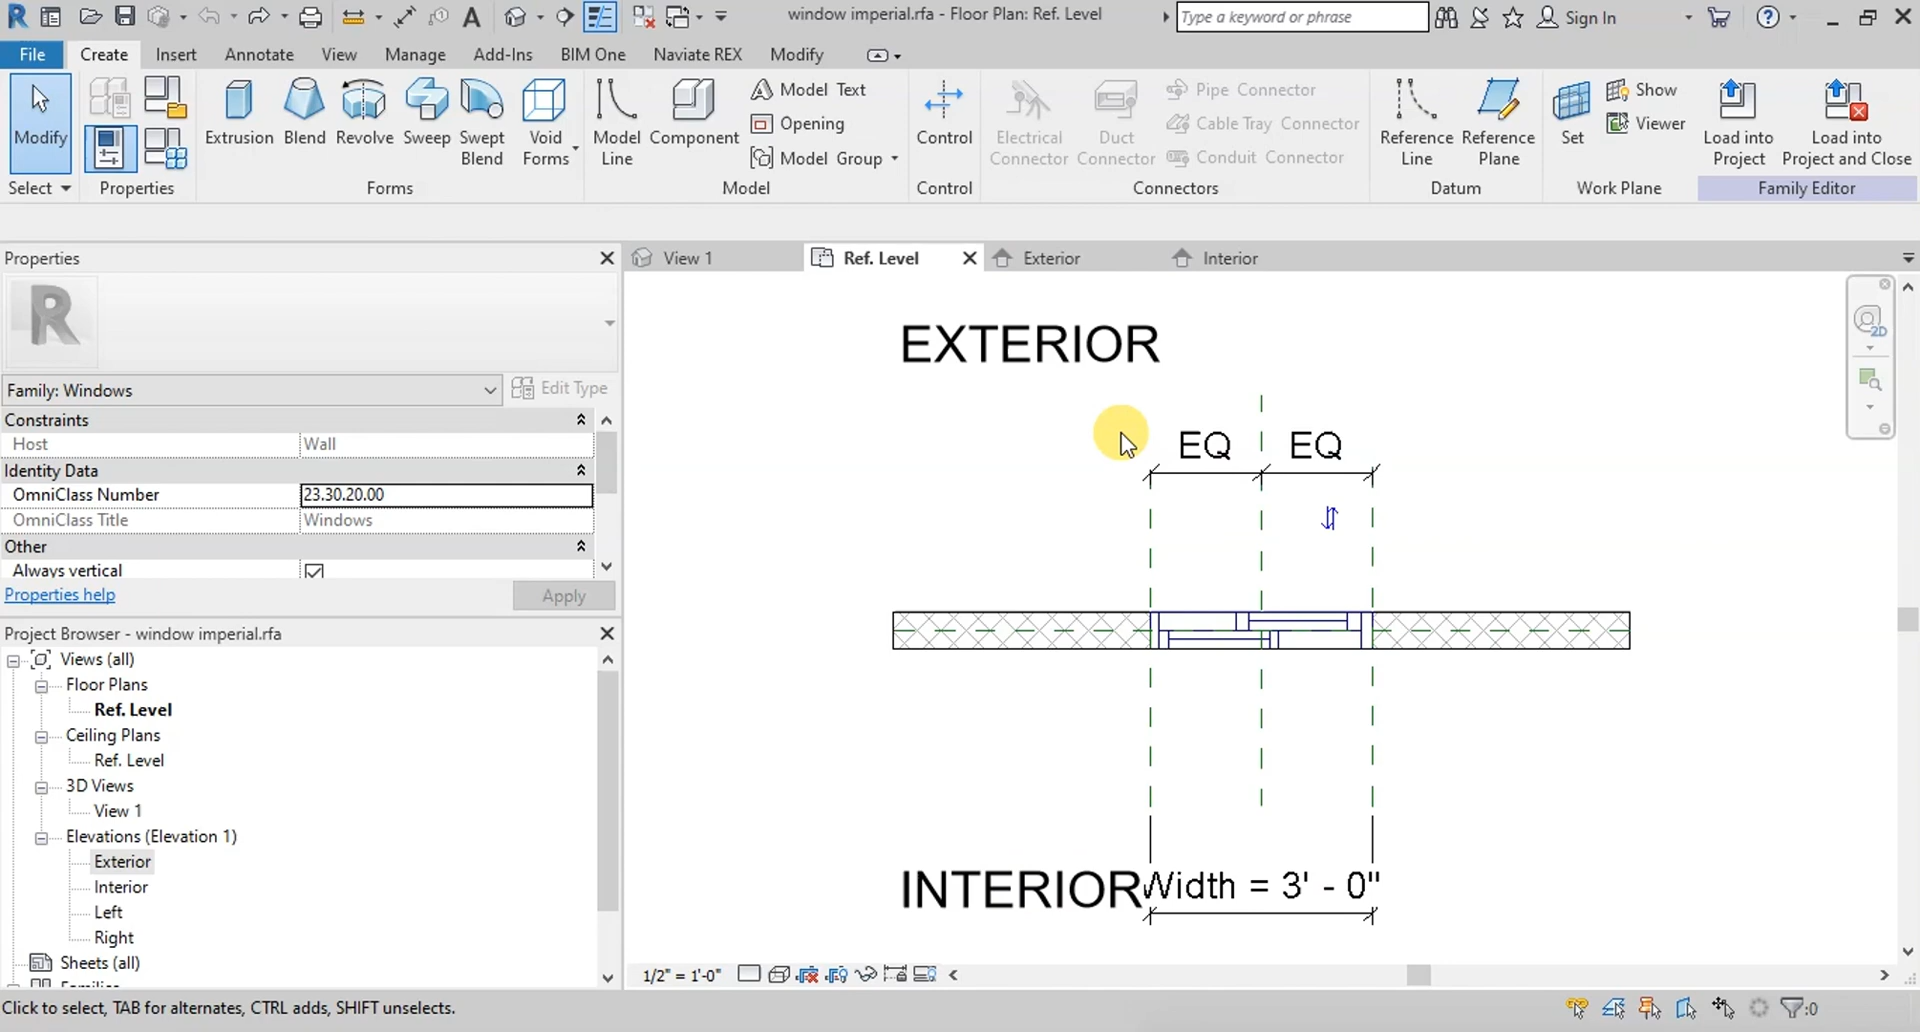 window imperial.rfa - Floor Plan: Ref. Level
Type a keyword or phrase
Sign In
File Create Insert Annotate View Manage Add-Ins BIM One Naviate REX Modify
Modify
Select
Properties
Extrusion
Blend
Revolve
Sweep
Swept Blend
Void Forms
Forms
Model Line
Component
Model Text
Opening
Model Group
Model
Control
Control
Electrical Connector
Duct Connector
Pipe Connector
Cable Tray Connector
Conduit Connector
Connectors
Reference Line
Reference Plane
Datum
Set
Show
Viewer
Work Plane
Load into Project
Load into Project and Close
Family Editor
Properties
R
Family: Windows
Edit Type
Constraints
Host Wall
Identity Data
OmniClass Number 23.30.20.00
OmniClass Title Windows
Other
Always vertical
Properties help
Apply
Project Browser - window imperial.rfa
Views (all)
Floor Plans
Ref. Level
Ceiling Plans
Ref. Level
3D Views
View 1
Elevations (Elevation 1)
Exterior
Interior
Left
Right
Sheets (all)
View 1
Ref. Level
Exterior
Interior
2D
EXTERIOR
EQ EQ
INTERIOR
Width = 3' - 0"
1/2" = 1'-0"
Click to select, TAB for alternates, CTRL adds, SHIFT unselects.
:0